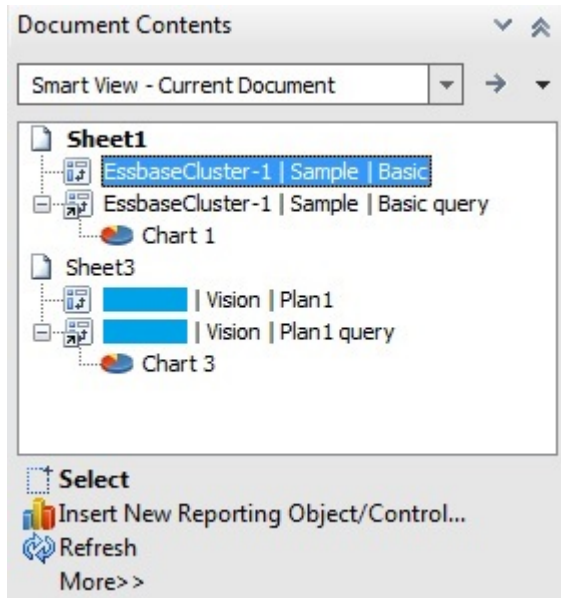 Document Contents
Smart View - Current Document
Sheet1
EssbaseCluster-1 | Sample | Basic
EssbaseCluster-1 | Sample | Basic query
Chart 1
Sheet3
| Vision | Plan1
| Vision | Plan1 query
Chart 3
Select
Insert New Reporting Object/Control...
Refresh
More>>